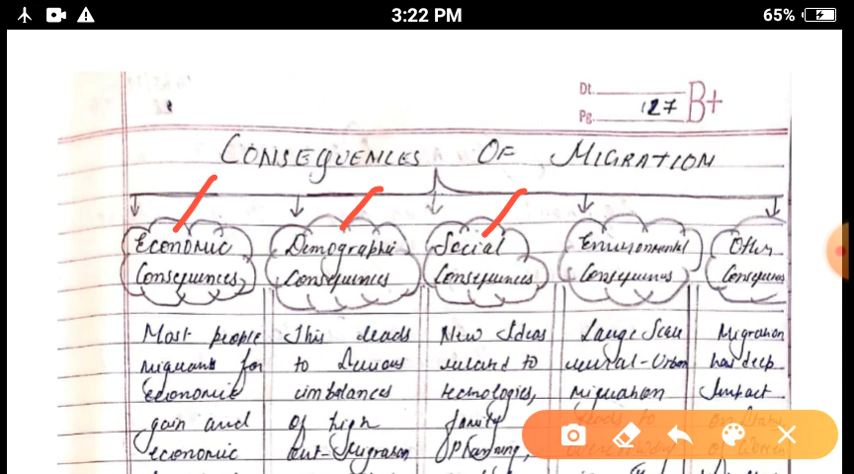 3:22 PM
65%
Dt.
Pg. 127 B+
CONSEQUENCES OF MIGRATION
Economic Consequences
Demographic Consequences
Social Consequences
Environmental Consequences
Other Consequences
Most people
migrants for
economic
gain and
economic
This leads
to serious
imbalances
of high
out-Migration
New Ideas
related to
technologies,
family
planning,
Large Scale
rural-Urban
migration
Migration
has deep
Impact